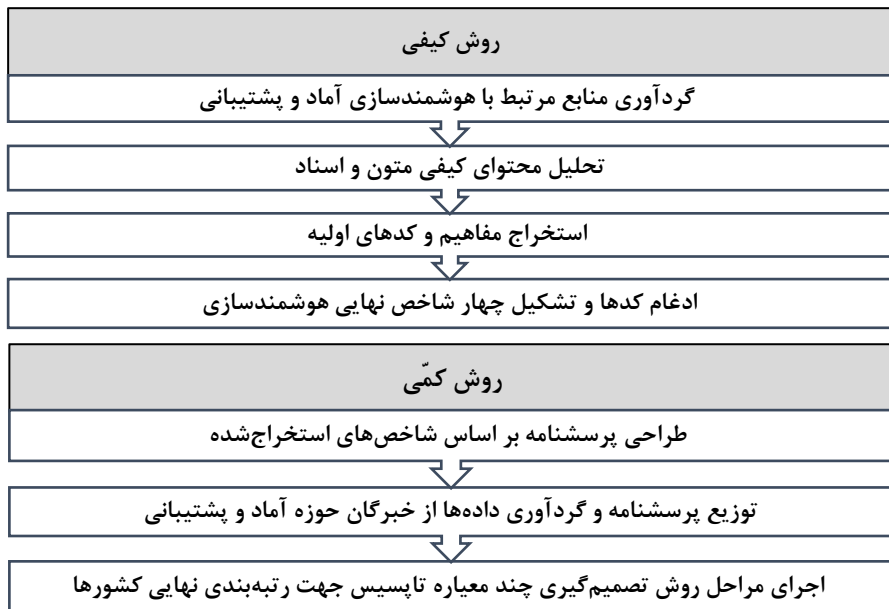 روش کیفی
گردآوری منابع مرتبط با هوشمندسازی آماد و پشتیبانی
تحلیل محتوای کیفی متون و اسناد
استخراج مفاهیم و کدهای اولیه
ادغام کدها و تشکیل چهار شاخص نهایی هوشمندسازی
روش کمّی
طراحی پرسشنامه بر اساس شاخص‌های استخراج‌شده
توزیع پرسشنامه و گردآوری داده‌ها از خبرگان حوزه آماد و پشتیبانی
اجرای مراحل روش تصمیم‌گیری چند معیاره تاپسیس جهت رتبه‌بندی نهایی کشورها